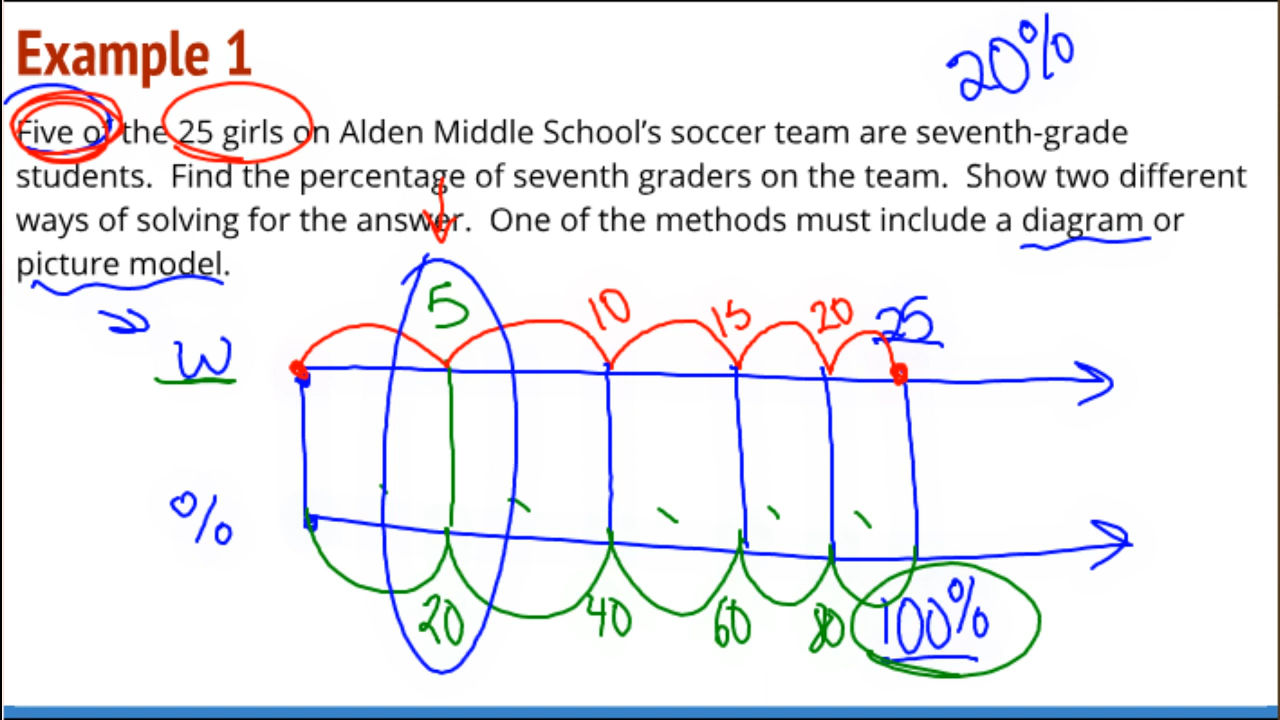 Example 1
20%
Five of the 25 girls on Alden Middle School’s soccer team are seventh-grade
students. Find the percentage of seventh graders on the team. Show two different
ways of solving for the answer. One of the methods must include a diagram or
picture model.
5 10 15 20 25
W
%
20 40 60 80 100%